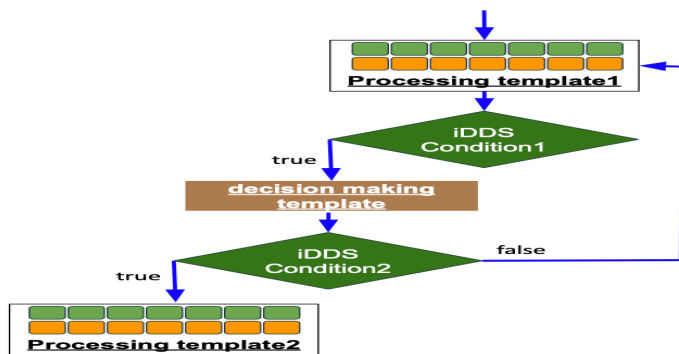 Processing template1
iDDS
Condition1
true
decision making
template
iDDS
Condition2
false
true
Processing template2